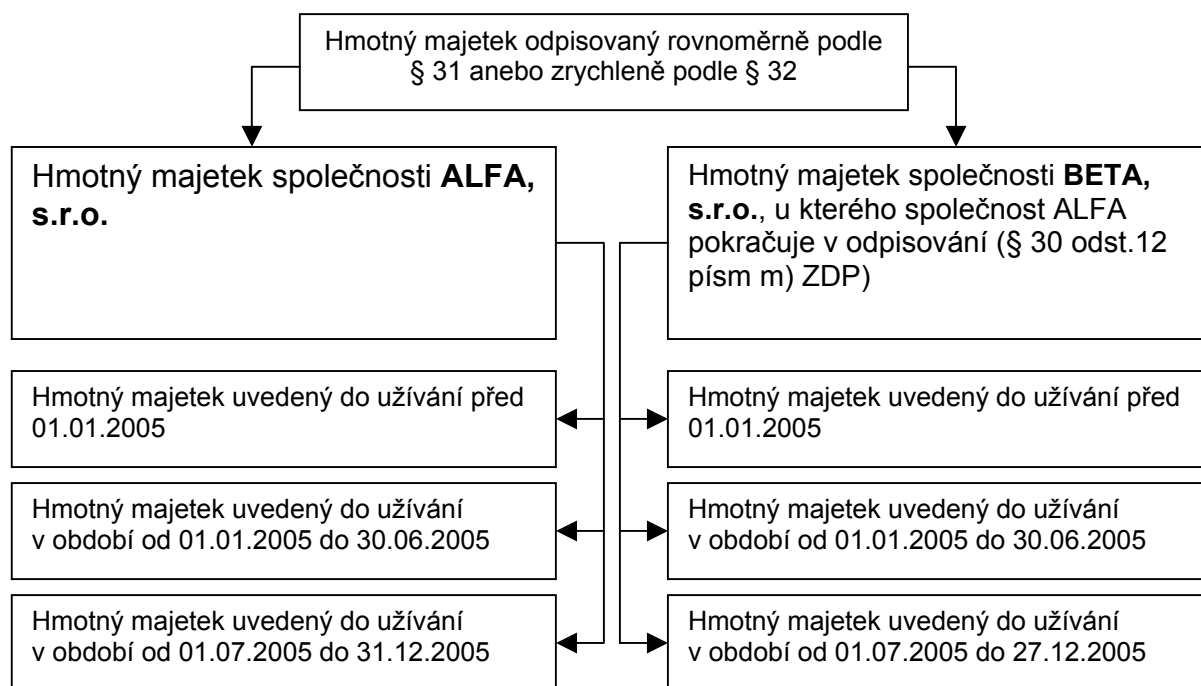 Hmotný majetek odpisovaný rovnoměrně podle
§ 31 anebo zrychleně podle § 32
Hmotný majetek společnosti ALFA,
s.r.o.
Hmotný majetek společnosti BETA,
s.r.o., u kterého společnost ALFA
pokračuje v odpisování (§ 30 odst.12
písm m) ZDP)
Hmotný majetek uvedený do užívání před
01.01.2005
Hmotný majetek uvedený do užívání před
01.01.2005
Hmotný majetek uvedený do užívání
v období od 01.01.2005 do 30.06.2005
Hmotný majetek uvedený do užívání
v období od 01.01.2005 do 30.06.2005
Hmotný majetek uvedený do užívání
v období od 01.07.2005 do 31.12.2005
Hmotný majetek uvedený do užívání
v období od 01.07.2005 do 27.12.2005